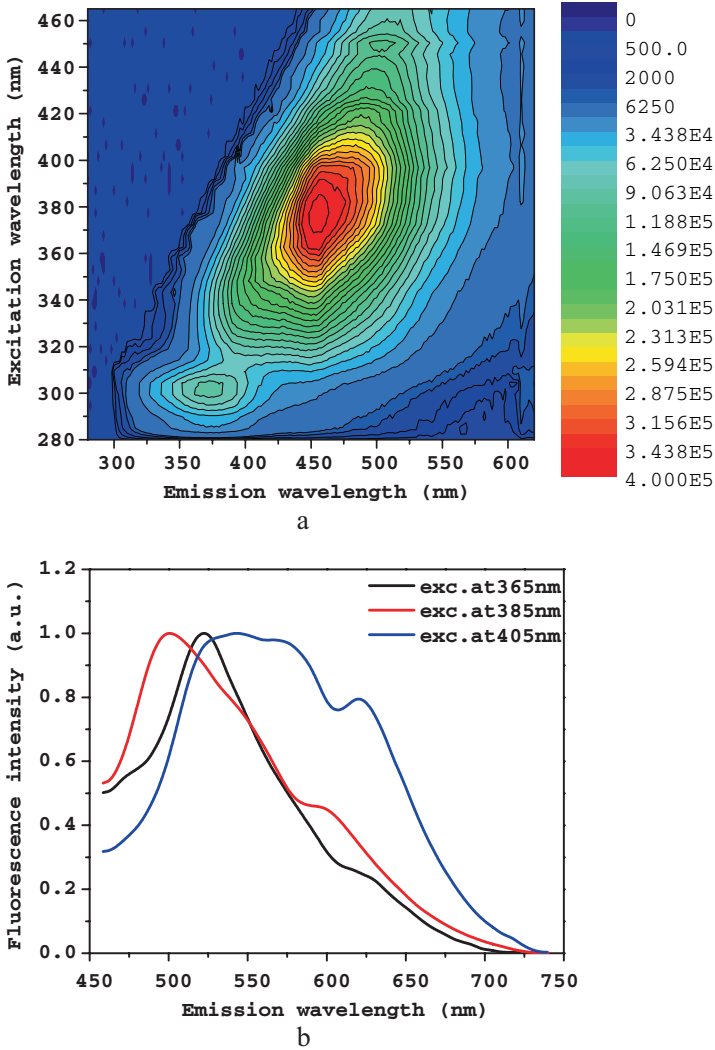 460
440
420
400
380
360
340
320
300
280
Excitation wavelength (nm)
300 350 400 450 500 550 600
Emission wavelength (nm)
0
500.0
2000
6250
3.438E4
6.250E4
9.063E4
1.188E5
1.469E5
1.750E5
2.031E5
2.313E5
2.594E5
2.875E5
3.156E5
3.438E5
4.000E5
a
1.2
1.0
0.8
0.6
0.4
0.2
0.0
Fluorescence intensity (a.u.)
exc.at365nm
exc.at385nm
exc.at405nm
450 500 550 600 650 700 750
Emission wavelength (nm)
b